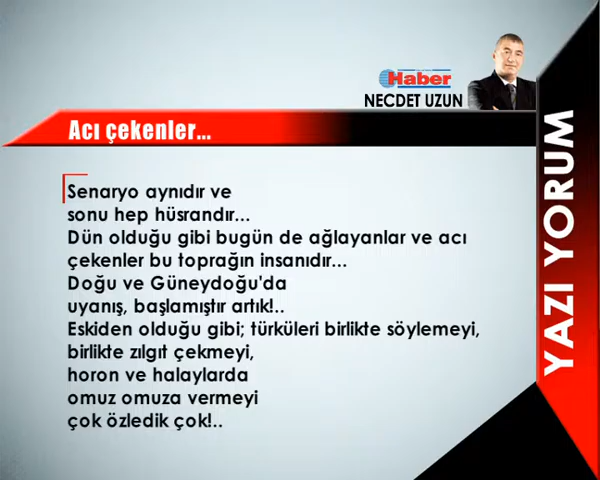 Haber
NECDET UZUN
Acı çekenler...
Senaryo aynıdır ve
sonu hep hüsrandır...
Dün olduğu gibi bugün de ağlayanlar ve acı
çekenler bu toprağın insanıdır...
Doğu ve Güneydoğu'da
uyanış, başlamıştır artık!..
Eskiden olduğu gibi; türküleri birlikte söylemeyi,
birlikte zılgıt çekmeyi,
horon ve halaylarda
omuz omuza vermeyi
çok özledik çok!..
YAZI YORUM